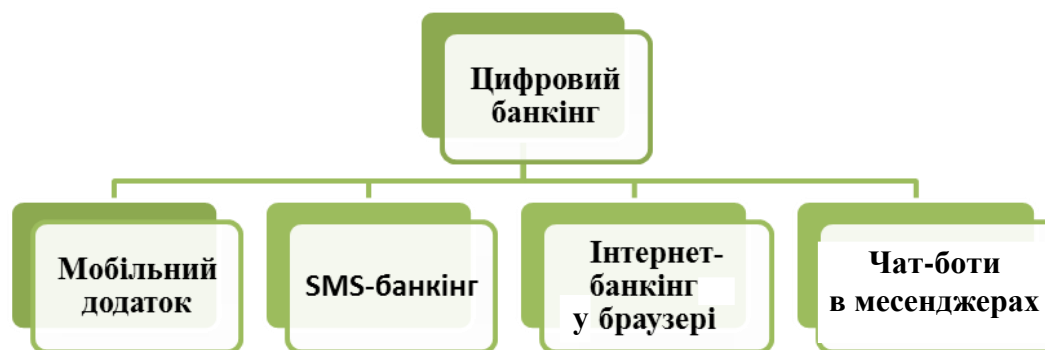 Цифровий
банкінг
Мобільний
додаток
SMS-банкінг
Інтернет-
банкінг
у браузері
Чат-боти
в месенджерах